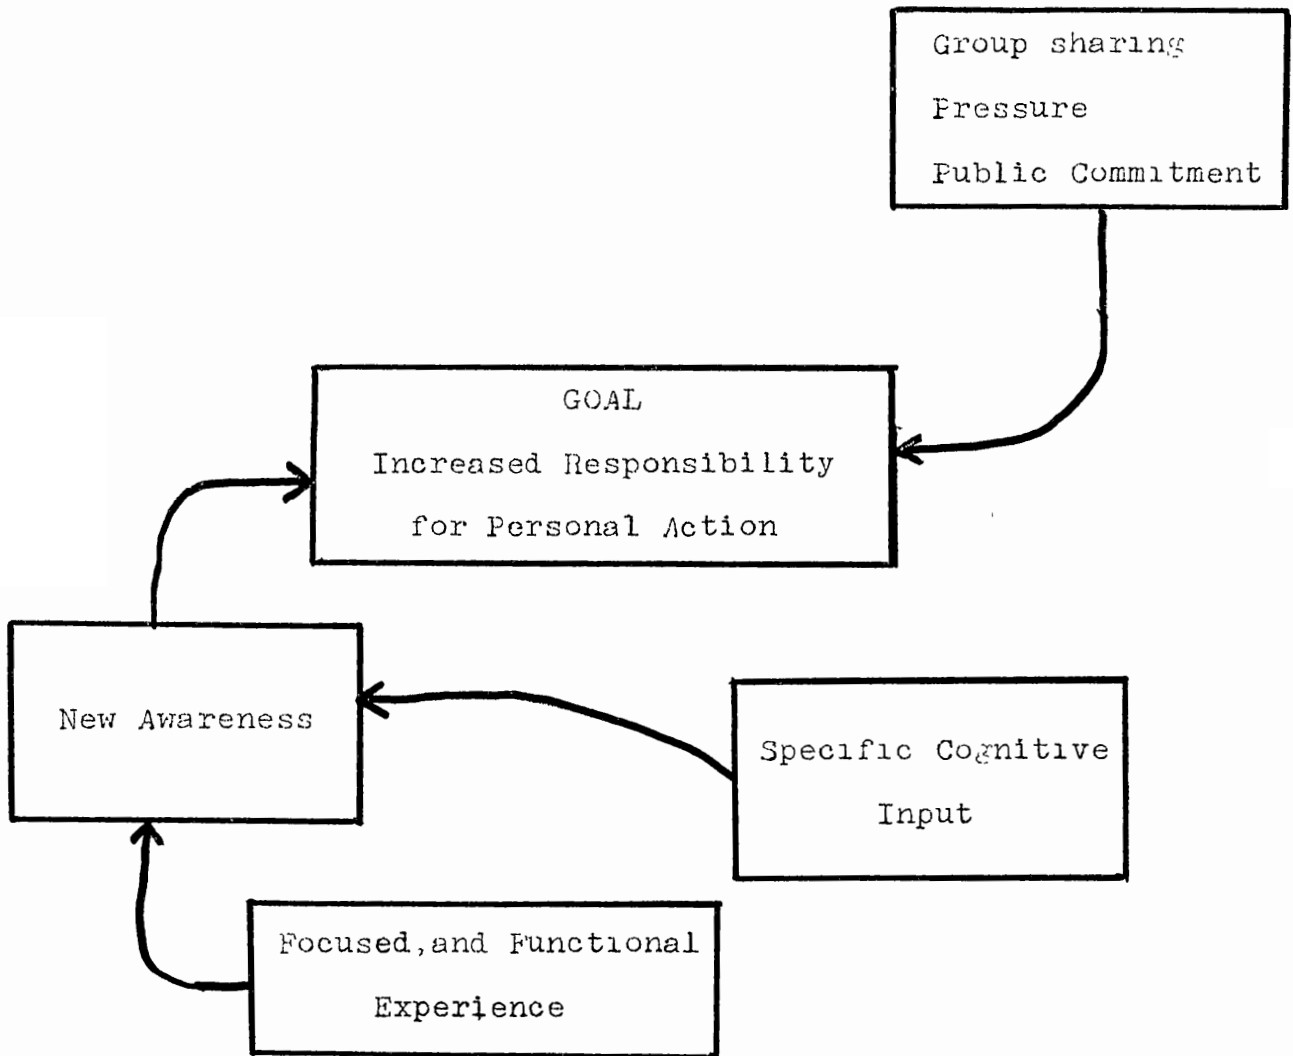 Group sharing
Pressure
Public Commitment
GOAL
Increased Responsibility
for Personal Action
New Awareness
Specific Cognitive
Input
Focused,and Functional
Experience